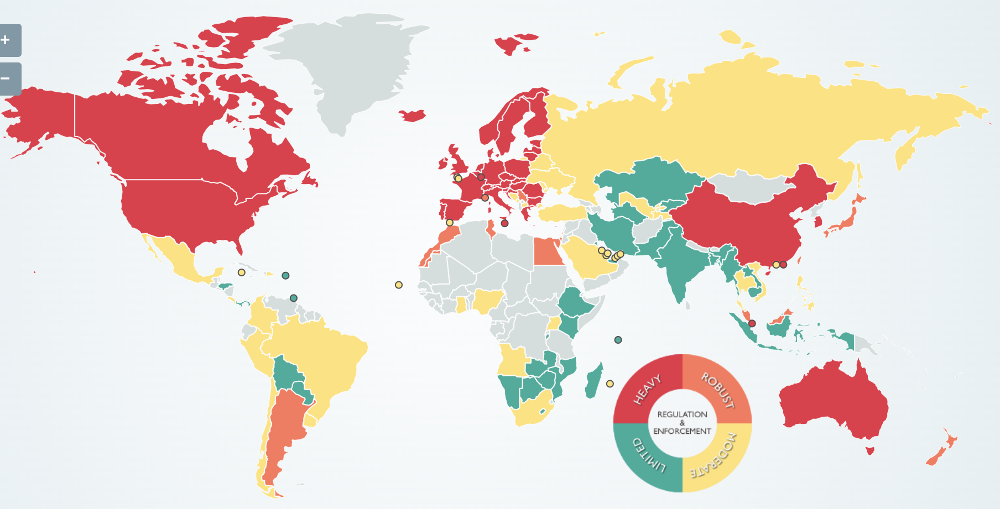 +
−
HEAVY
ROBUST
REGULATION
&
ENFORCEMENT
LIMITED
MODERATE